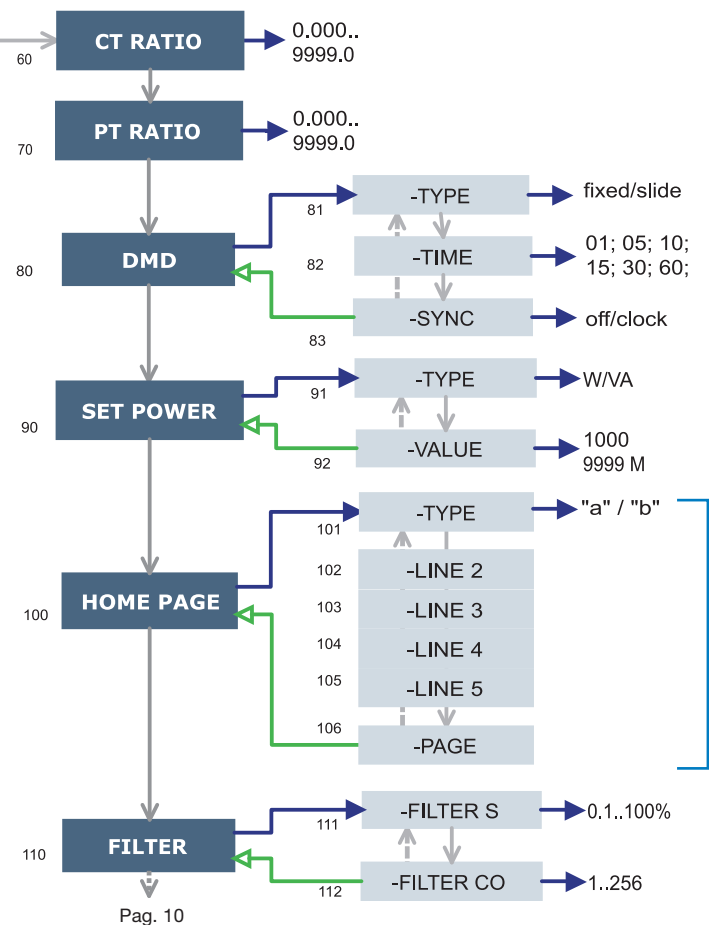 60
CT RATIO
0.000..
9999.0
70
PT RATIO
0.000..
9999.0
80
DMD
81
-TYPE
fixed/slide
82
-TIME
01; 05; 10;
15; 30; 60;
83
-SYNC
off/clock
90
SET POWER
91
-TYPE
W/VA
92
-VALUE
1000
9999 M
100
HOME PAGE
101
-TYPE
"a" / "b"
102
-LINE 2
103
-LINE 3
104
-LINE 4
105
-LINE 5
106
-PAGE
110
FILTER
111
-FILTER S
0.1..100%
112
-FILTER CO
1..256
Pag. 10